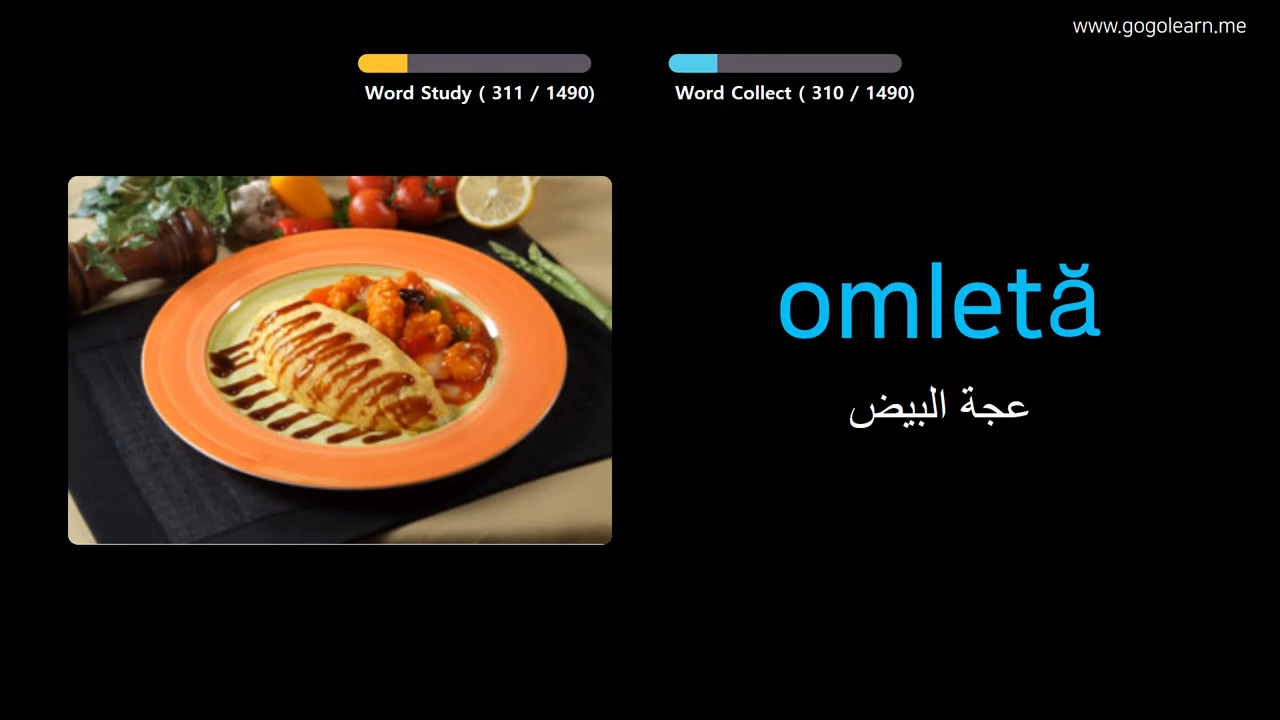 www.gogolearn.me
Word Study ( 311 / 1490)
Word Collect ( 310 / 1490)
omletă
عجة البيض